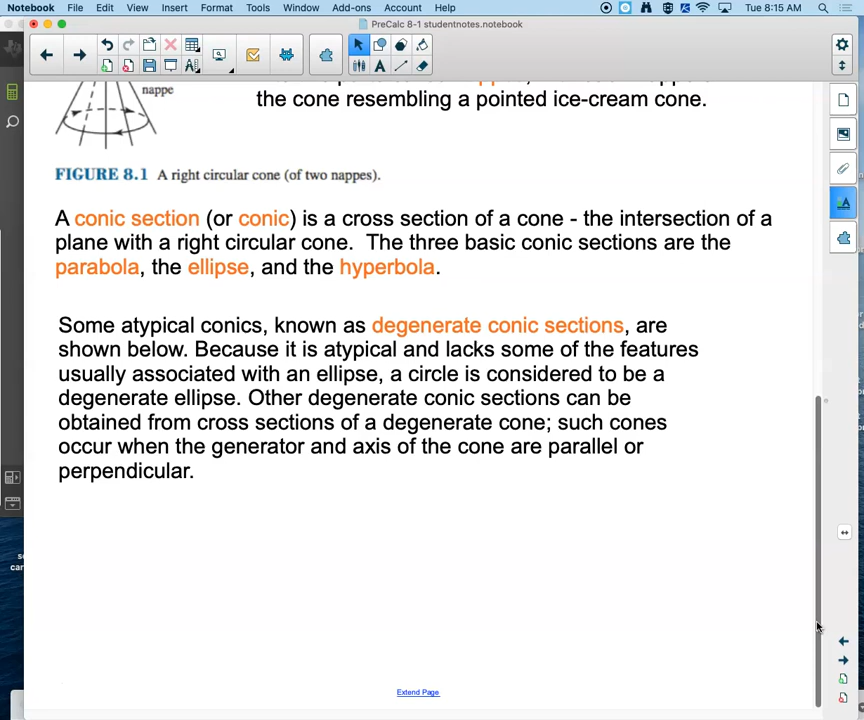 Notebook File Edit View Insert Format Tools Window Add-ons Account Help Tue 8:15 AM
PreCalc 8-1 studentnotes.notebook
nappe
the cone resembling a pointed ice-cream cone.
FIGURE 8.1 A right circular cone (of two nappes).
A conic section (or conic) is a cross section of a cone - the intersection of a
plane with a right circular cone. The three basic conic sections are the
parabola, the ellipse, and the hyperbola.
Some atypical conics, known as degenerate conic sections, are
shown below. Because it is atypical and lacks some of the features
usually associated with an ellipse, a circle is considered to be a
degenerate ellipse. Other degenerate conic sections can be
obtained from cross sections of a degenerate cone; such cones
occur when the generator and axis of the cone are parallel or
perpendicular.
Extend Page